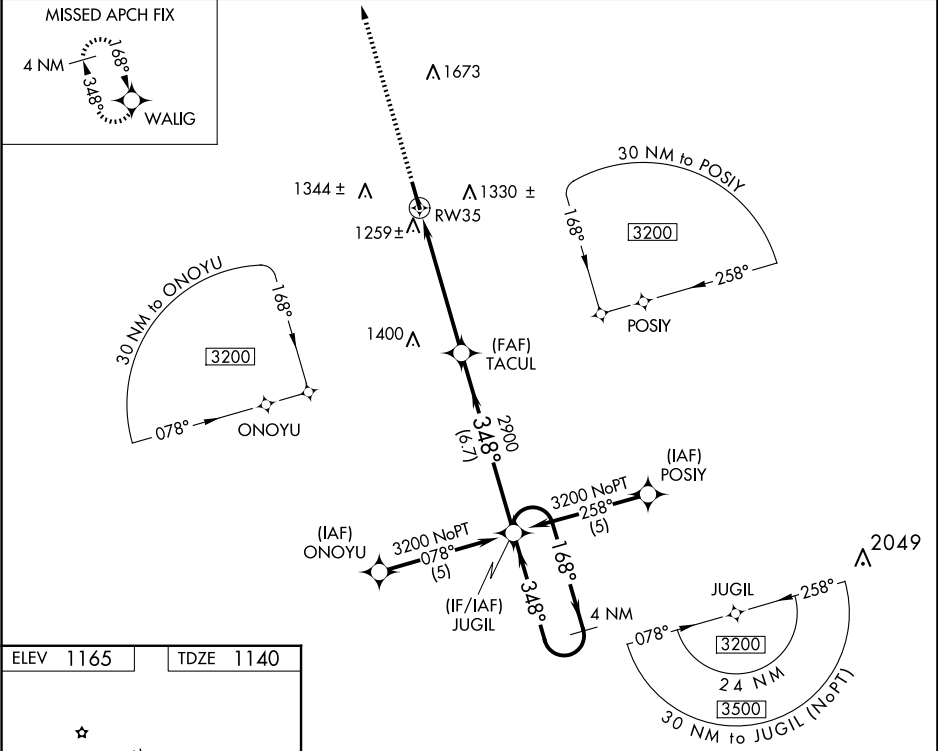 MISSED APCH FIX
4 NM
168°
348°
WALIG
1673
1344 ±
1330 ±
RW35
1259±
30 NM to POSIY
168°
3200
258°
POSIY
30 NM to ONOYU
168°
3200
078°
ONOYU
1400
(FAF)
TACUL
2900
348°
(6.7)
(IAF)
POSIY
3200 NoPT
258°
(5)
(IAF)
ONOYU
3200 NoPT
078°
(5)
(IF/IAF)
JUGIL
168°
348°
4 NM
2049
JUGIL
258°
078°
3200
24 NM
3500
30 NM to JUGIL (NoPT)
ELEV 1165
TDZE 1140